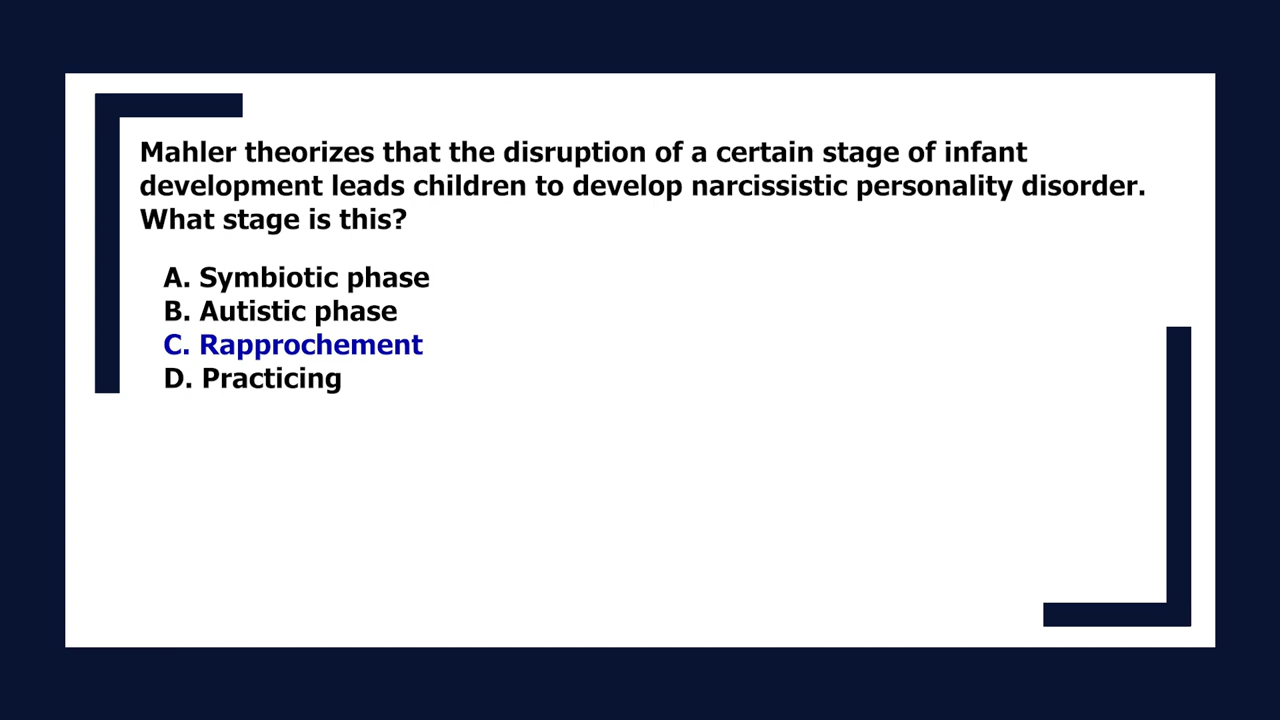 Mahler theorizes that the disruption of a certain stage of infant
development leads children to develop narcissistic personality disorder.
What stage is this?
A. Symbiotic phase
B. Autistic phase
C. Rapprochement
D. Practicing